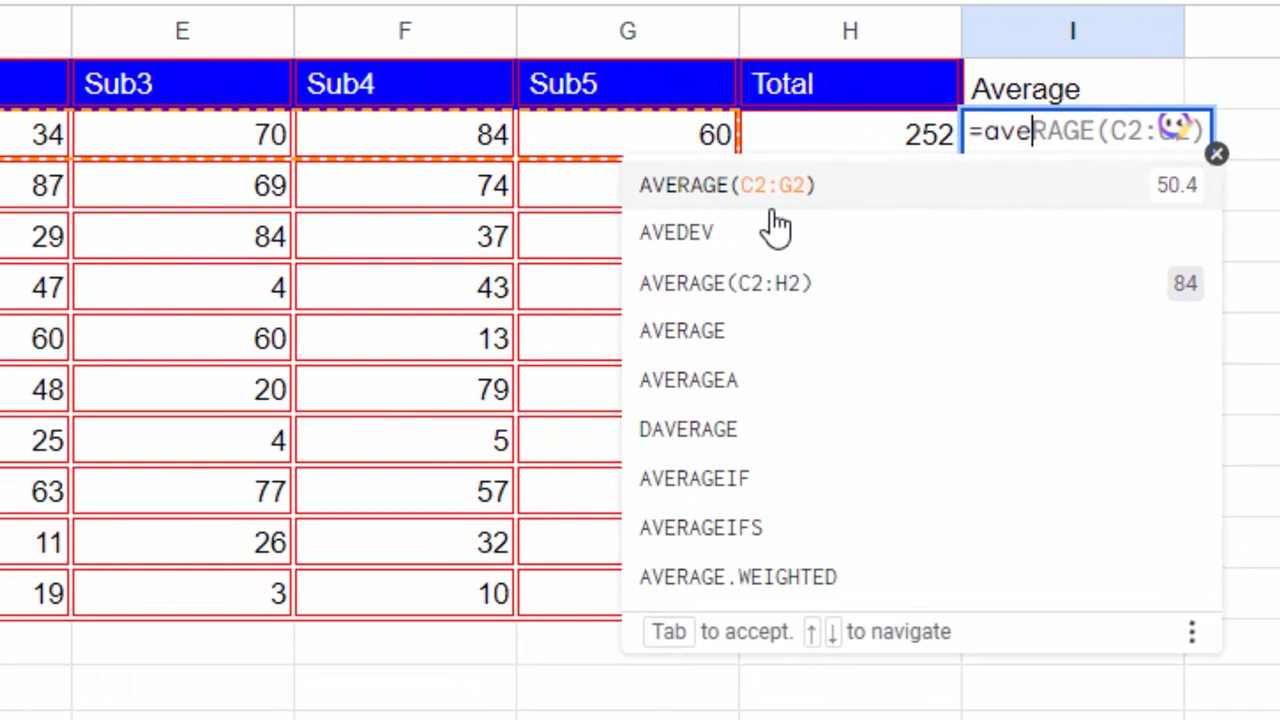 E F G H I
Sub3 Sub4 Sub5 Total Average
34 70 84 60 252 =aveRAGE(C2:G2)
87 69 74 AVERAGE(C2:G2) 50.4
29 84 37 AVEDEV
47 4 43 AVERAGE(C2:H2) 84
60 60 13 AVERAGE
48 20 79 AVERAGEA
25 4 5 DAVERAGE
63 77 57 AVERAGEIF
11 26 32 AVERAGEIFS
19 3 10 AVERAGE.WEIGHTED
Tab to accept. ↑ ↓ to navigate